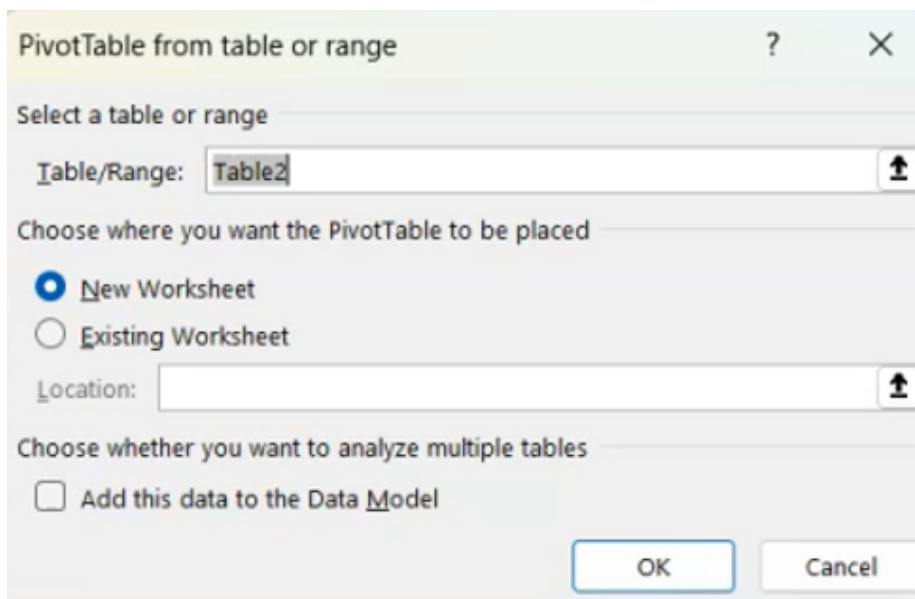 PivotTable from table or range ?
Select a table or range
Table/Range: Table2
Choose where you want the PivotTable to be placed
New Worksheet
Existing Worksheet
Location:
Choose whether you want to analyze multiple tables
Add this data to the Data Model
OK Cancel